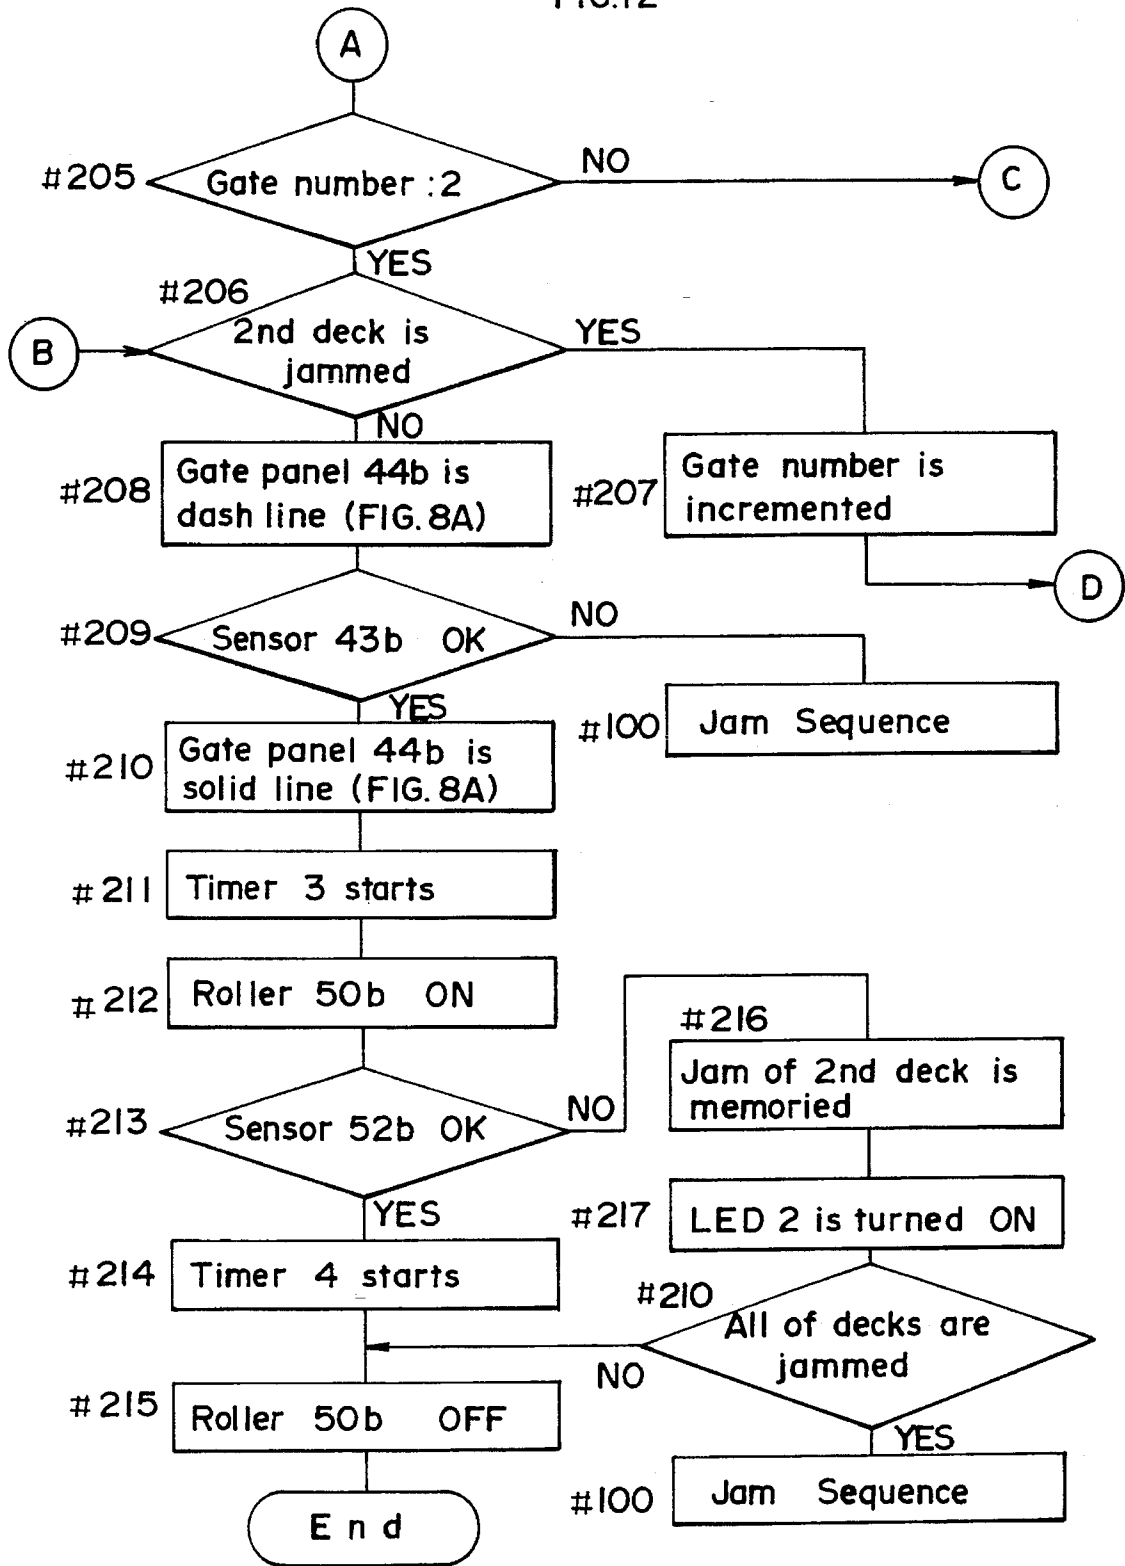 FIG.12
A
#205
Gate number :2
NO
C
YES
#206
B
2nd deck is
jammed
YES
NO
#208
Gate panel 44b is
dash line (FIG. 8A)
#207
Gate number is
incremented
D
#209
Sensor 43b OK
NO
YES
#100
Jam Sequence
#210
Gate panel 44b is
solid line (FIG. 8A)
#211
Timer 3 starts
#212
Roller 50b ON
#216
Jam of 2nd deck is
memoried
#213
Sensor 52b OK
NO
YES
#217
LED 2 is turned ON
#214
Timer 4 starts
#210
All of decks are
jammed
NO
#215
Roller 50b OFF
YES
#100
Jam Sequence
End